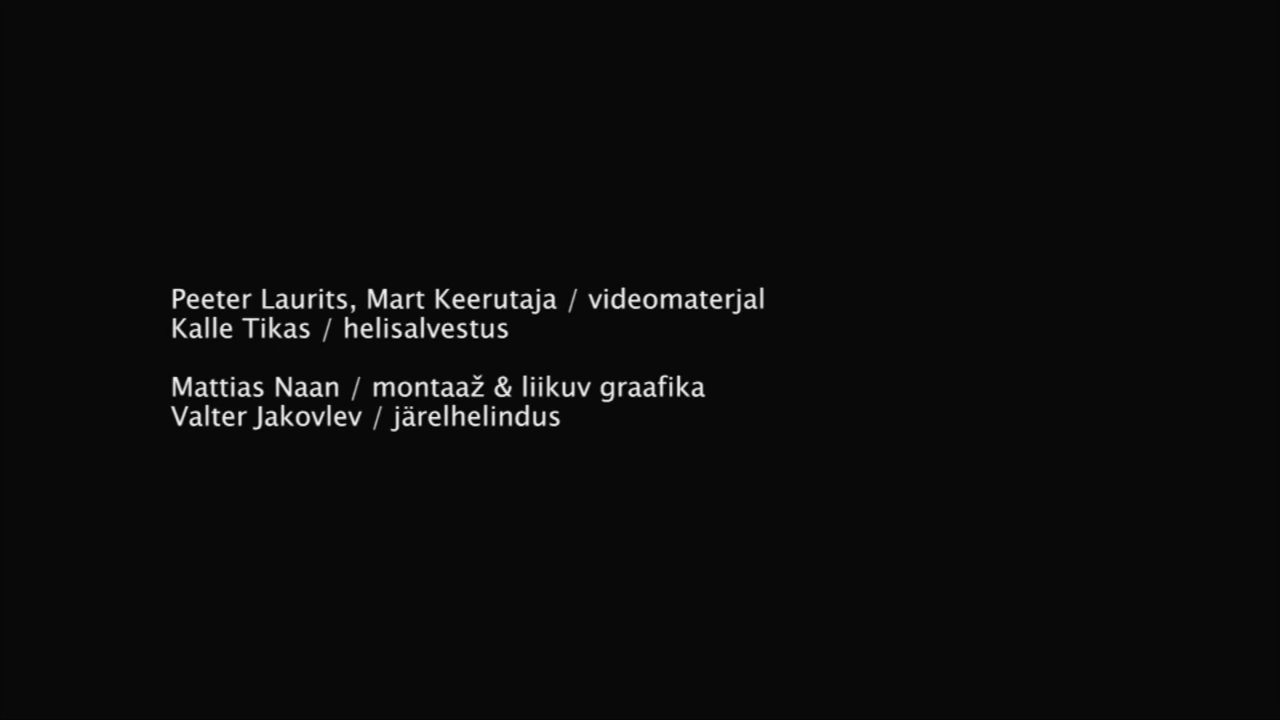 Peeter Laurits, Mart Keerutaja / videomaterjal
Kalle Tikas / helisalvestus
Mattias Naan / montaaž & liikuv graafika
Valter Jakovlev / järelhelindus